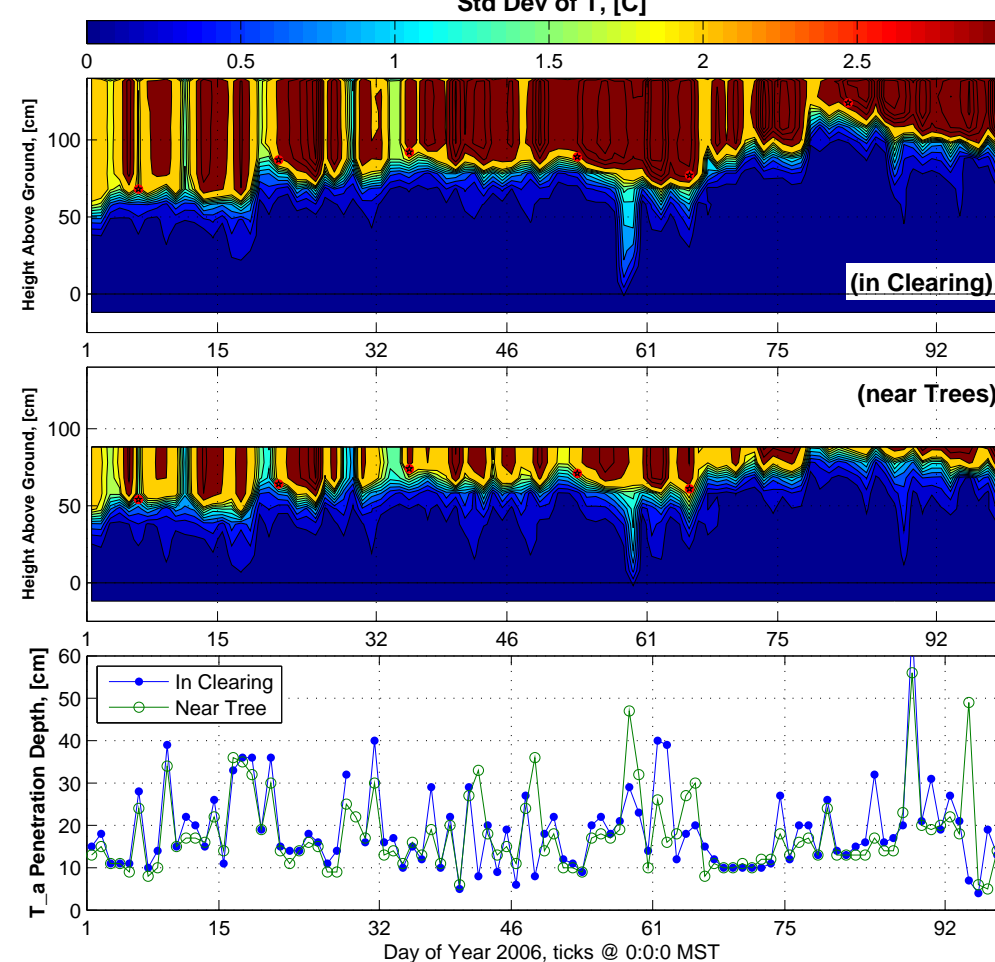 Std Dev of T, [C]
0 0.5 1 1.5 2 2.5
Height Above Ground, [cm]
100
50
0
(in Clearing)
1 15 32 46 61 75 92
Height Above Ground, [cm]
100
50
0
(near Trees)
1 15 32 46 61 75 92
T_a Penetration Depth, [cm]
60
50
40
30
20
10
0
In Clearing
Near Tree
1 15 32 46 61 75 92
Day of Year 2006, ticks @ 0:0:0 MST